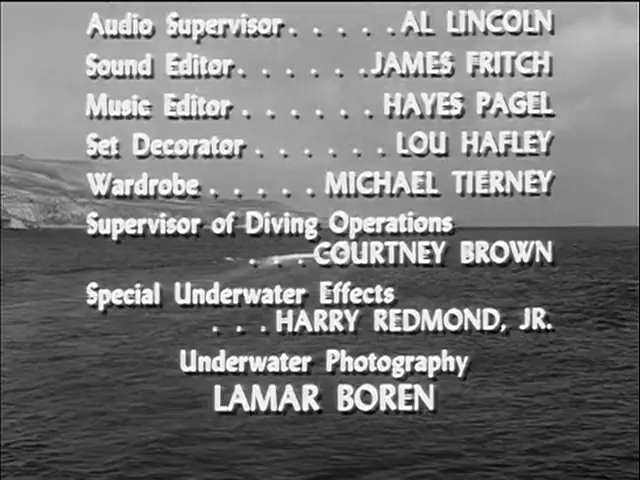 Audio Supervisor.....AL LINCOLN
Sound Editor......JAMES FRITCH
Music Editor......HAYES PAGEL
Set Decorator......LOU HAFLEY
Wardrobe.....MICHAEL TIERNEY
Supervisor of Diving Operations
...COURTNEY BROWN
Special Underwater Effects
...HARRY REDMOND, JR.
Underwater Photography
LAMAR BOREN